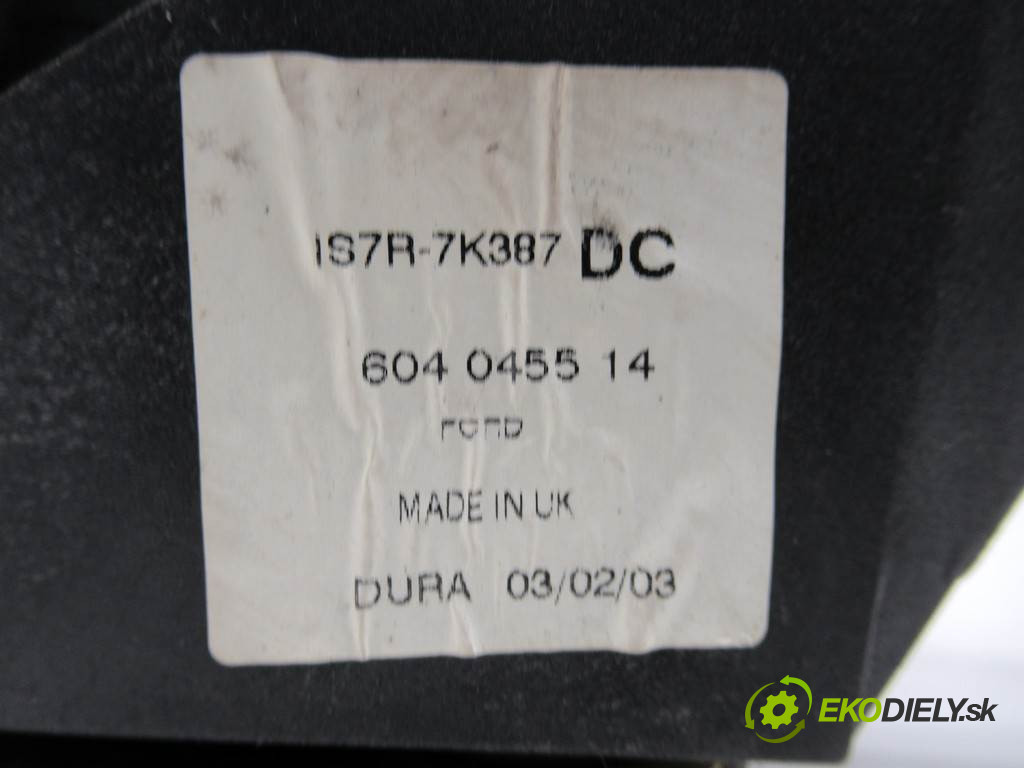 1S7R-7K387 DC
604 0455 14
FORD
MADE IN UK
DURA 03/02/03
EKODIELY.sk